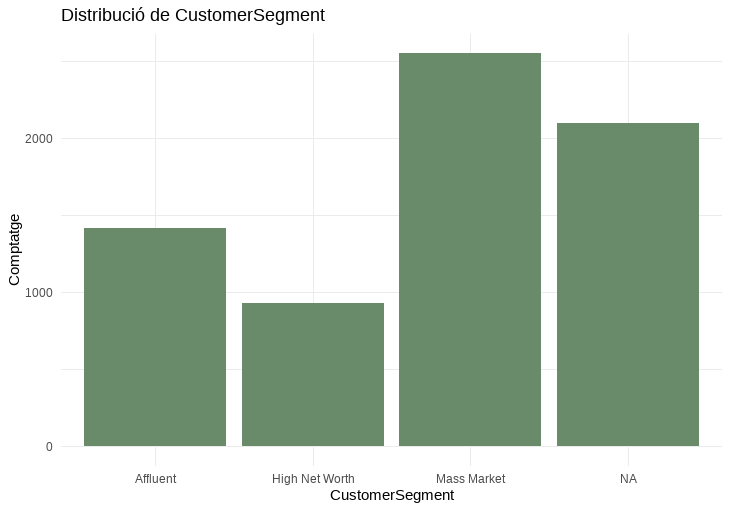 Distribució de CustomerSegment
Comptatge
2000
1000
0
Affluent
High Net Worth
Mass Market
NA
CustomerSegment